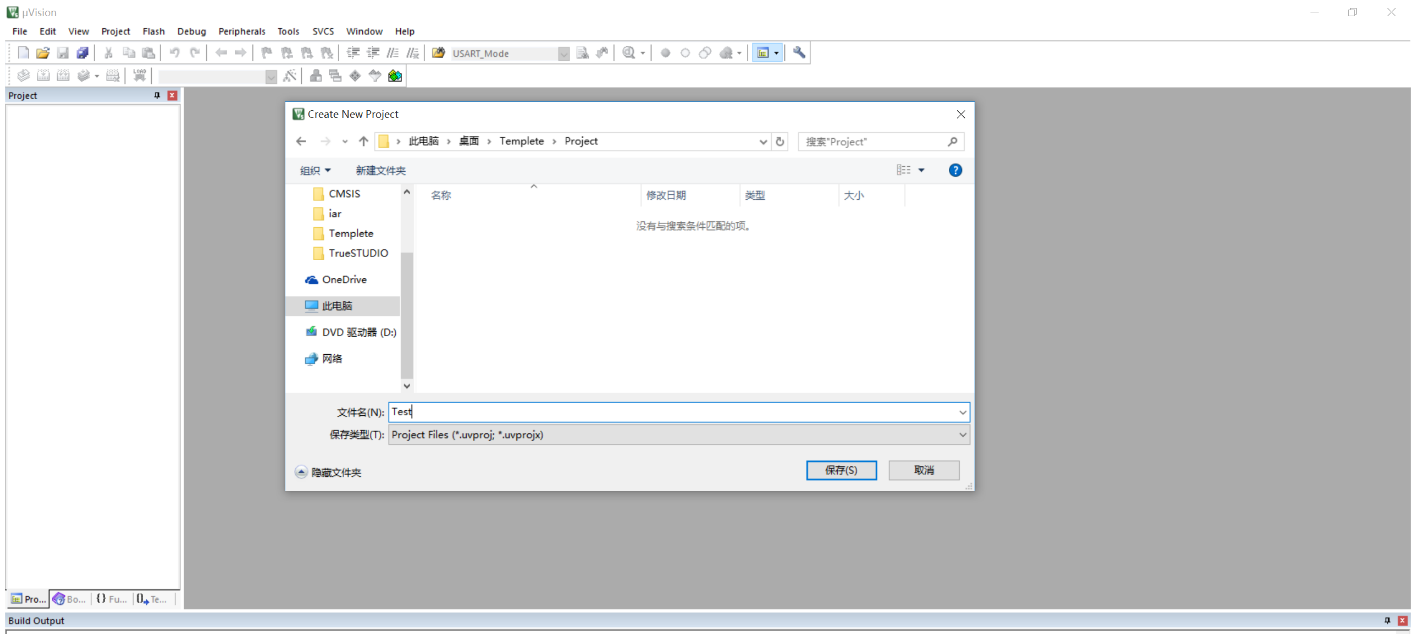 μVision
File Edit View Project Flash Debug Peripherals Tools SVCS Window Help
USART_Mode
LOAD
Project
Create New Project
此电脑 › 桌面 › Templete › Project
搜索"Project"
组织 新建文件夹
CMSIS
iar
Templete
TrueSTUDIO
OneDrive
此电脑
DVD 驱动器 (D:)
网络
名称 修改日期 类型 大小
没有与搜索条件匹配的项。
文件名(N): Test
保存类型(T): Project Files (*.uvproj; *.uvprojx)
隐藏文件夹
保存(S) 取消
Pro... Bo... {} Fu... Te...
Build Output